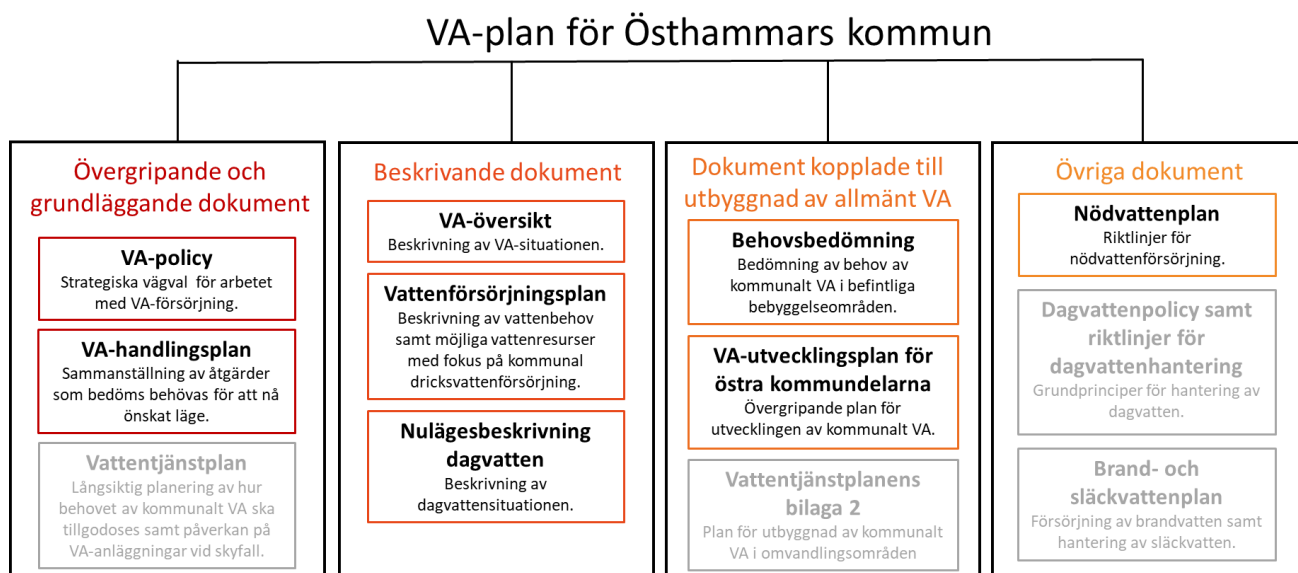 VA-plan för Östhammars kommun
Övergripande och
grundläggande dokument
VA-policy
Strategiska vägval för arbetet
med VA-försörjning.
VA-handlingsplan
Sammanställning av åtgärder
som bedöms behövas för att nå
önskat läge.
Vattentjänstplan
Långsiktig planering av hur
behovet av kommunalt VA ska
tillgodoses samt påverkan på
VA-anläggningar vid skyfall.
Beskrivande dokument
VA-översikt
Beskrivning av VA-situationen.
Vattenförsörjningsplan
Beskrivning av vattenbehov
samt möjliga vattenresurser
med fokus på kommunal
dricksvattenförsörjning.
Nulägesbeskrivning
dagvatten
Beskrivning av
dagvattensituationen.
Dokument kopplade till
utbyggnad av allmänt VA
Behovsbedömning
Bedömning av behov av
kommunalt VA i befintliga
bebyggelseområden.
VA-utvecklingsplan för
östra kommundelarna
Övergripande plan för
utvecklingen av kommunalt VA.
Vattentjänstplanens
bilaga 2
Plan för utbyggnad av kommunalt
VA i omvandlingsområden
Övriga dokument
Nödvattenplan
Riktlinjer för
nödvattenförsörjning.
Dagvattenpolicy samt
riktlinjer för
dagvattenhantering
Grundprinciper för hantering av
dagvatten.
Brand- och
släckvattenplan
Försörjning av brandvatten samt
hantering av släckvatten.